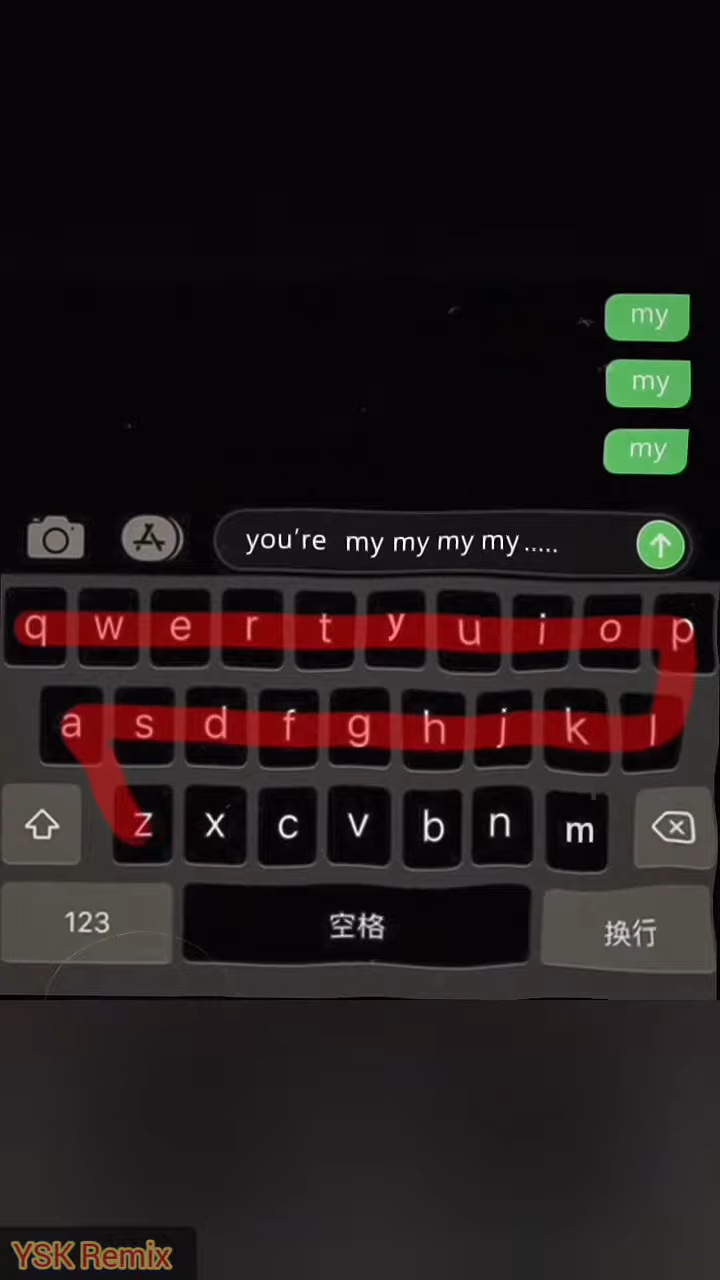 my
my
my
you’re my my my my.....
q w e r t y u i o p
a s d f g h j k l
z x c v b n m
123 空格 换行
YSK Remix